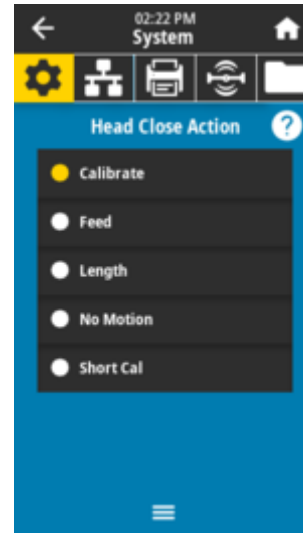 02:22 PM
System
Head Close Action
?
Calibrate
Feed
Length
No Motion
Short Cal